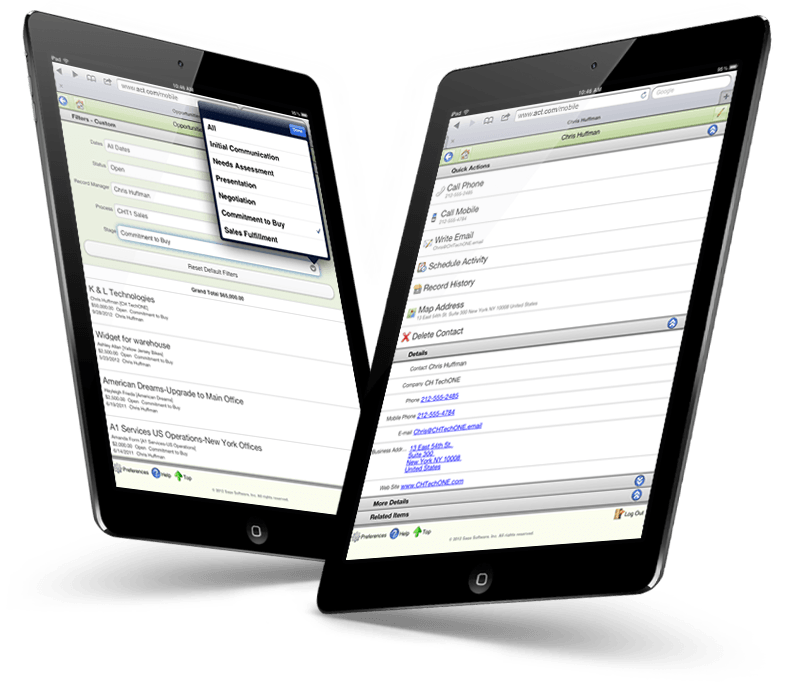 iPad
10:46 AM
www.act.com/mobile
Opportunities
Filters - Custom
Dates All Dates
Status Open
Record Manager Chris Huffman
Process CHT1 Sales
Stage Commitment to Buy
Reset Default Filters
Grand Total $65,000.00
All
Done
Initial Communication
Needs Assessment
Presentation
Negotiation
Commitment to Buy
Sales Fulfillment
K & L Technologies
Chris Huffman [CH TechONE]
Open Commitment to Buy
Chris Huffman
Widget for warehouse
Ashley Allan [Yellow Jersey Bikes]
$2,500.00 Open Commitment to Buy
Chris Huffman
American Dreams-Upgrade to Main Office
[American Dreams]
$2,500.00 Open Commitment to Buy
Chris Huffman
A1 Services US Operations-New York Offices
Amanda Form [A1 Services-US Operations]
$2,000.00 Open Commitment to Buy
Chris Huffman
Preferences Help Top
© 2012 Sage Software, Inc. All rights reserved.
iPad
10:46 AM
www.act.com/mobile
Google
Chris Huffman
Chris Huffman
Quick Actions
Call Phone
212-555-2485
Call Mobile
212-555-4784
Write Email
Chris@CHTechONE.email
Schedule Activity
Record History
Map Address
13 East 54th St. Suite 300 New York NY 10008 United States
Delete Contact
Details
Contact Chris Huffman
Company CH TechONE
Phone 212-555-2485
Mobile Phone 212-555-4784
E-mail Chris@CHTechONE.email
Business Addr... 13 East 54th St.
Suite 300
New York NY 10008
United States
Web Site www.CHTechONE.com
More Details
Related Items
Log Out
Preferences Help Top
© 2012 Sage Software, Inc. All rights reserved.